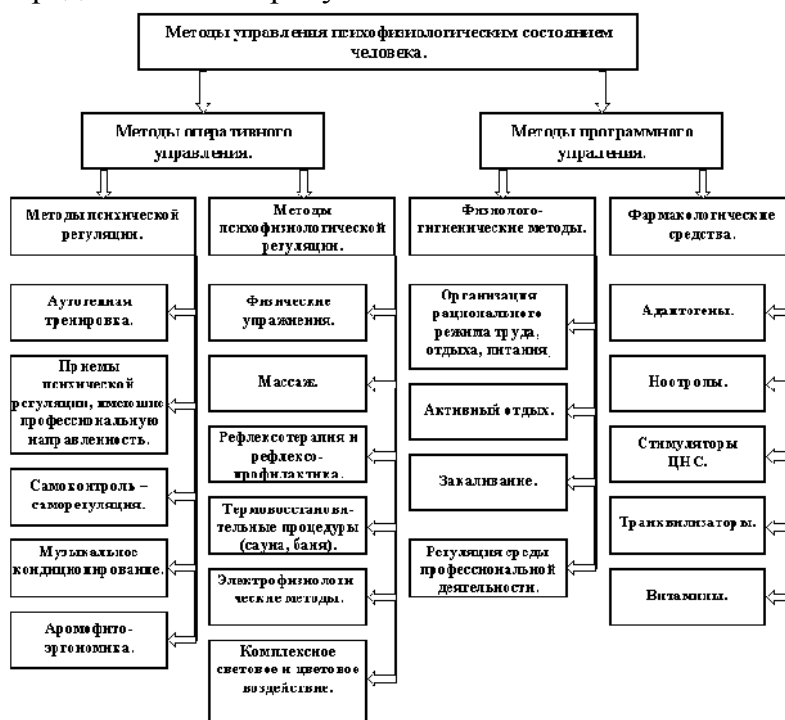 Методы управления психофизиологическим состоянием
человека.
Методы оперативного
управления.
Методы программного
упраления.
Методы психической
регуляции.
Методы
психофизиологической
регуляции.
Физиолого-
гигиенические методы.
Фармакологические
средства.
Аутогенная
тренировка.
Приемы
психической
регуляции, имеющие
профессиональную
направленность.
Самоконтроль –
саморегуляция.
Музыкальное
кондиционирование.
Аромофито-
эргономика.
Физические
упражнения.
Массаж.
Рефлексотерапия и
рефлексо-
профилактика.
Термовосстанови-
тельные процедуры
(сауна, баня).
Электрофизиологи
ческие методы.
Комплексное
световое и цветовое
воздействие.
Организация
рационального
режима труда,
отдыха, питания
Активный отдых.
Закаливание.
Регуляция среды
профессиональной
деятельности.
Адаптогены.
Ноотропы.
Стимуляторы
ЦНС.
Транквилизаторы.
Витамины.